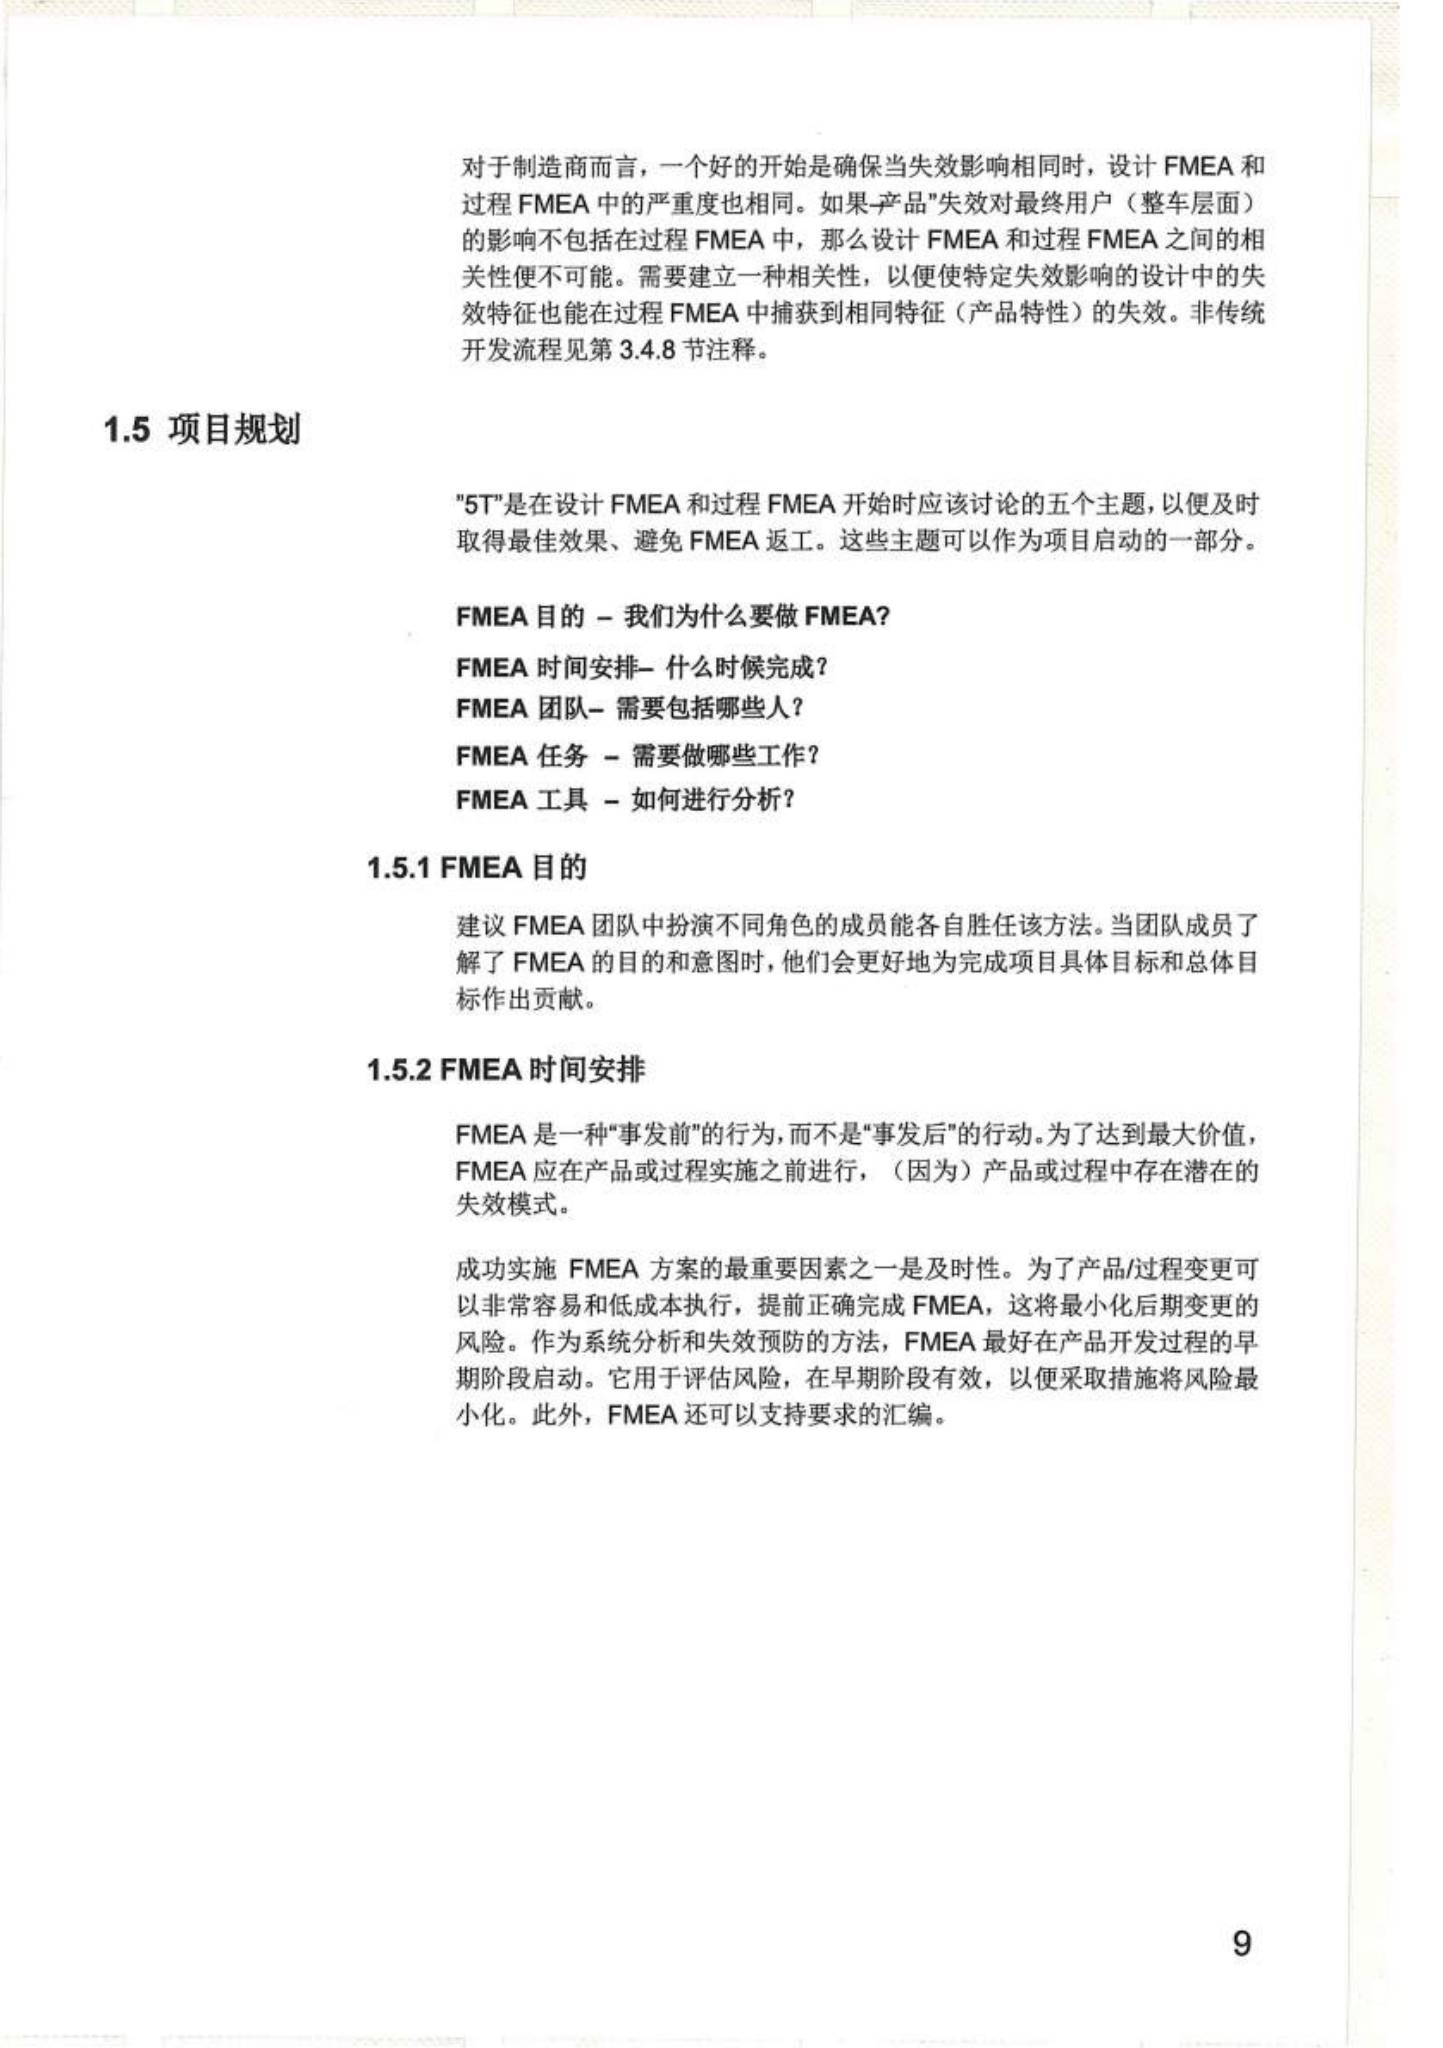 对于制造商而言，一个好的开始是确保当失效影响相同时，设计 FMEA 和
过程 FMEA 中的严重度也相同。如果产品”失效对最终用户（整车层面）
的影响不包括在过程 FMEA 中，那么设计 FMEA 和过程 FMEA 之间的相
关性便不可能。需要建立一种相关性，以便使特定失效影响的设计中的失
效特征也能在过程 FMEA 中捕获到相同特征（产品特性）的失效。非传统
开发流程见第 3.4.8 节注释。
1.5 项目规划
”5T”是在设计 FMEA 和过程 FMEA 开始时应该讨论的五个主题，以便及时
取得最佳效果、避免 FMEA 返工。这些主题可以作为项目启动的一部分。
FMEA 目的 – 我们为什么要做 FMEA?
FMEA 时间安排– 什么时候完成？
FMEA 团队– 需要包括哪些人？
FMEA 任务 – 需要做哪些工作？
FMEA 工具 – 如何进行分析？
1.5.1 FMEA 目的
建议 FMEA 团队中扮演不同角色的成员能各自胜任该方法。当团队成员了
解了 FMEA 的目的和意图时，他们会更好地为完成项目具体目标和总体目
标作出贡献。
1.5.2 FMEA 时间安排
FMEA 是一种“事发前”的行为，而不是“事发后”的行动。为了达到最大价值，
FMEA 应在产品或过程实施之前进行，（因为）产品或过程中存在潜在的
失效模式。
成功实施 FMEA 方案的最重要因素之一是及时性。为了产品/过程变更可
以非常容易和低成本执行，提前正确完成 FMEA，这将最小化后期变更的
风险。作为系统分析和失效预防的方法，FMEA 最好在产品开发过程的早
期阶段启动。它用于评估风险，在早期阶段有效，以便采取措施将风险最
小化。此外，FMEA 还可以支持要求的汇编。
9